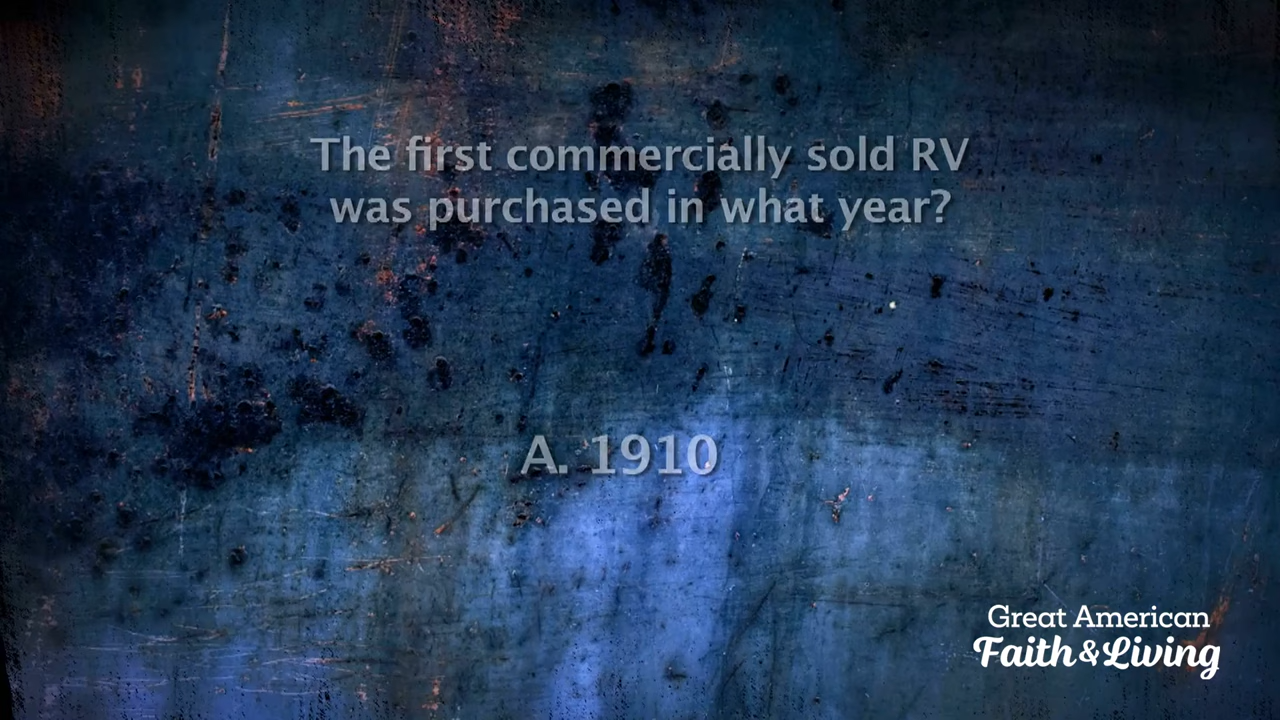 The first commercially sold RV
was purchased in what year?
A. 1910
Great American
Faith & Living